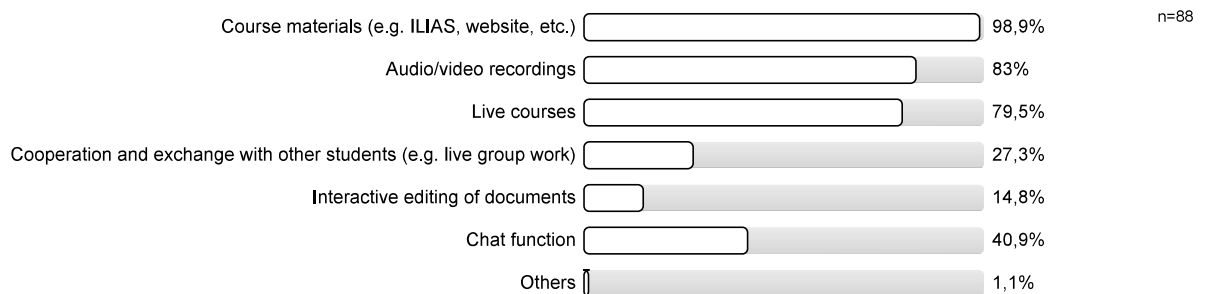 Course materials (e.g. ILIAS, website, etc.) 98,9% n=88
Audio/video recordings 83%
Live courses 79,5%
Cooperation and exchange with other students (e.g. live group work) 27,3%
Interactive editing of documents 14,8%
Chat function 40,9%
Others 1,1%